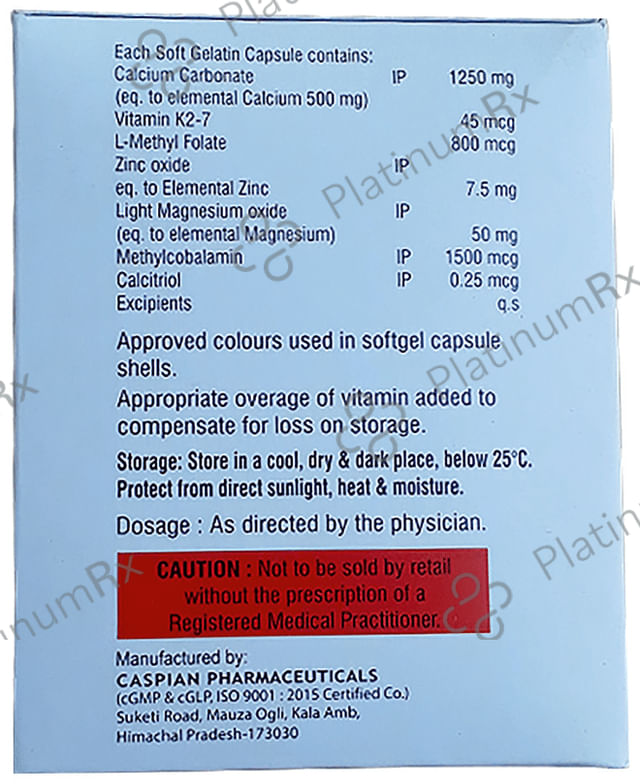 Each Soft Gelatin Capsule contains:
Calcium Carbonate IP 1250 mg
(eq. to elemental Calcium 500 mg)
Vitamin K2-7 45 mcg
L-Methyl Folate 800 mcg
Zinc oxide IP
eq. to Elemental Zinc 7.5 mg
Light Magnesium oxide IP
(eq. to elemental Magnesium) 50 mg
Methylcobalamin IP 1500 mcg
Calcitriol IP 0.25 mcg
Excipients q.s
Approved colours used in softgel capsule
shells.
Appropriate overage of vitamin added to
compensate for loss on storage.
Storage: Store in a cool, dry & dark place, below 25°C.
Protect from direct sunlight, heat & moisture.
Dosage : As directed by the physician.
CAUTION : Not to be sold by retail
without the prescription of a
Registered Medical Practitioner.
Manufactured by:
CASPIAN PHARMACEUTICALS
(cGMP & cGLP, ISO 9001 : 2015 Certified Co.)
Suketi Road, Mauza Ogli, Kala Amb,
Himachal Pradesh-173030
PlatinumRx
PlatinumRx
Rx
Platin
inumRx